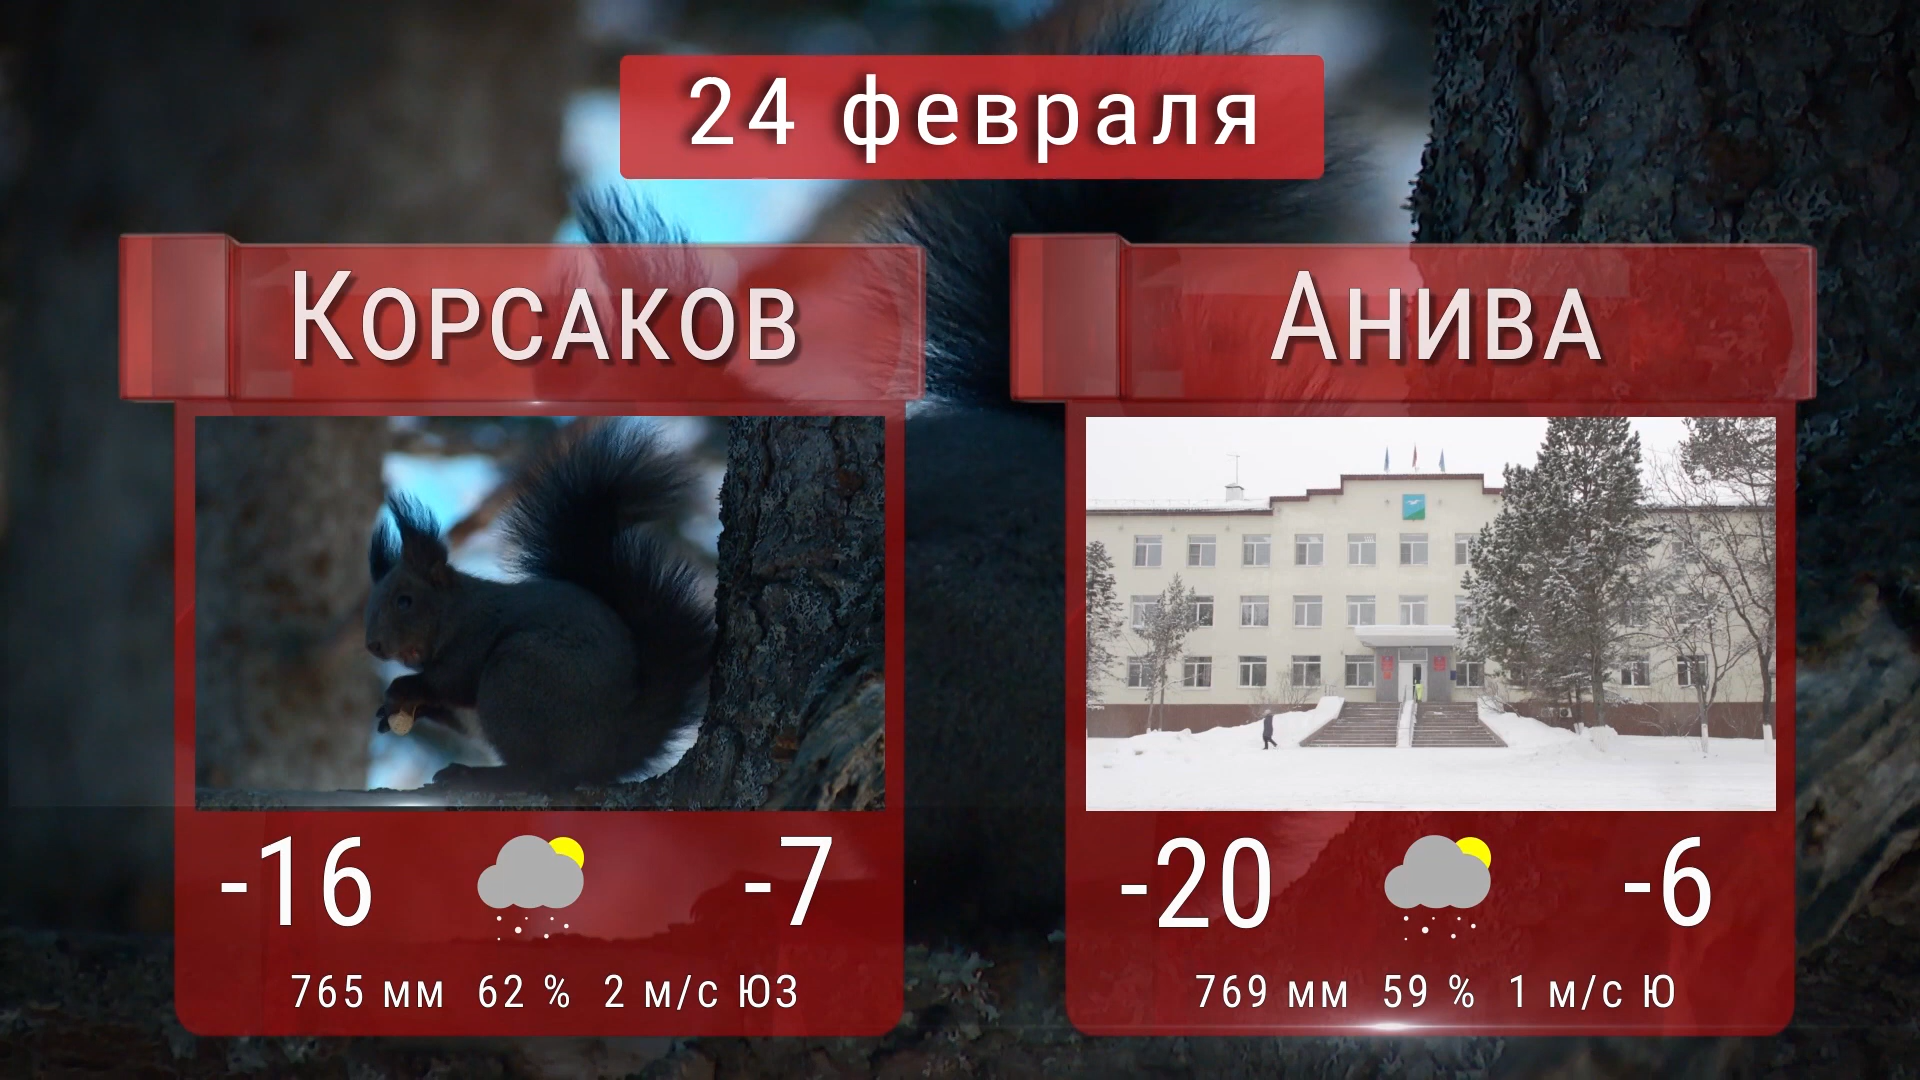 24 февраля
Корсаков
-16 -7
765 мм 62 % 2 м/с ЮЗ
Анива
-20 -6
769 мм 59 % 1 м/с Ю